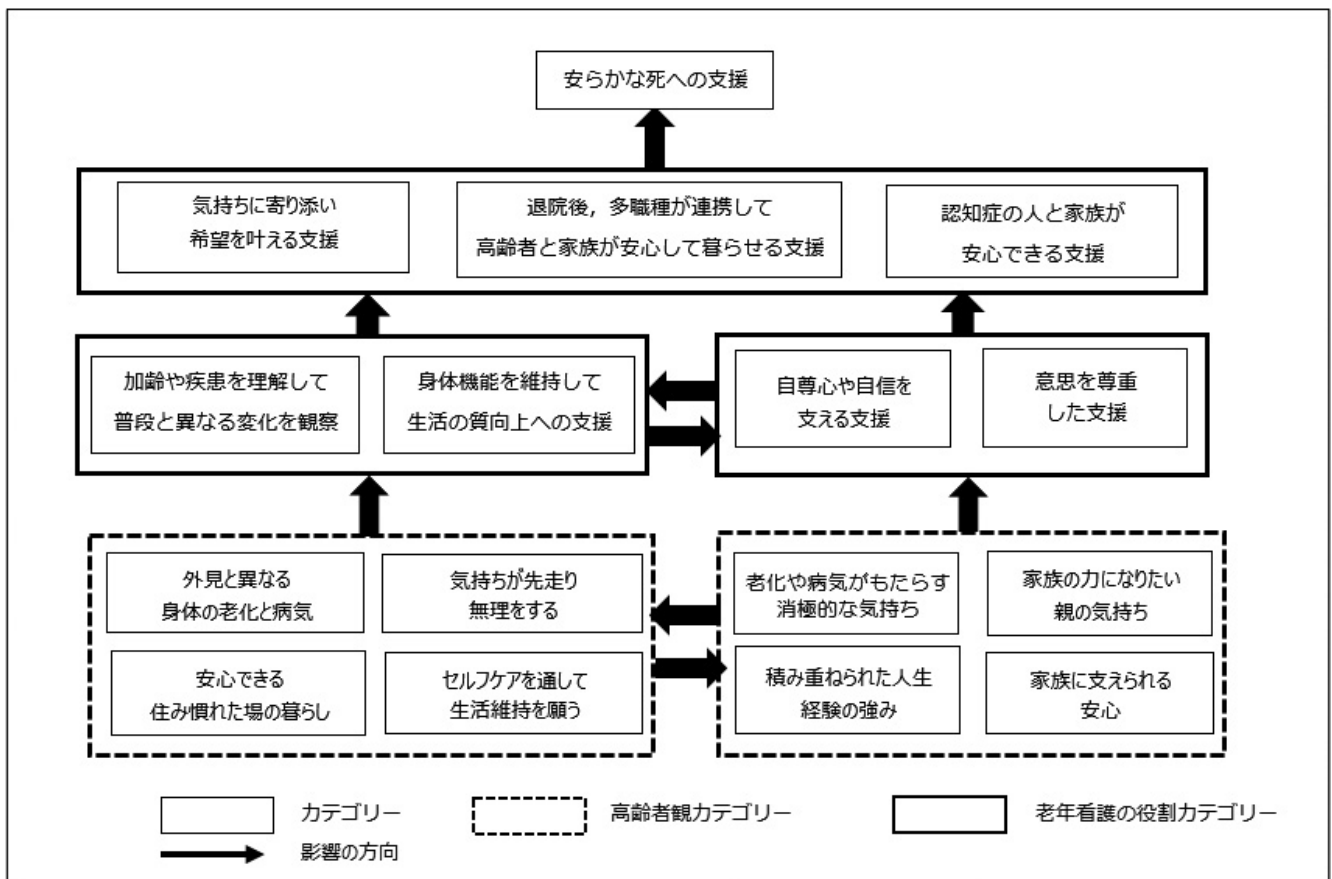 安らかな死への支援
気持ちに寄り添い
希望を叶える支援
退院後，多職種が連携して
高齢者と家族が安心して暮らせる支援
認知症の人と家族が
安心できる支援
加齢や疾患を理解して
普段と異なる変化を観察
身体機能を維持して
生活の質向上への支援
自尊心や自信を
支える支援
意思を尊重
した支援
外見と異なる
身体の老化と病気
気持ちが先走り
無理をする
安心できる
住み慣れた場の暮らし
セルフケアを通して
生活維持を願う
老化や病気がもたらす
消極的な気持ち
家族の力になりたい
親の気持ち
積み重ねられた人生
経験の強み
家族に支えられる
安心
カテゴリー
高齢者観カテゴリー
老年看護の役割カテゴリー
影響の方向